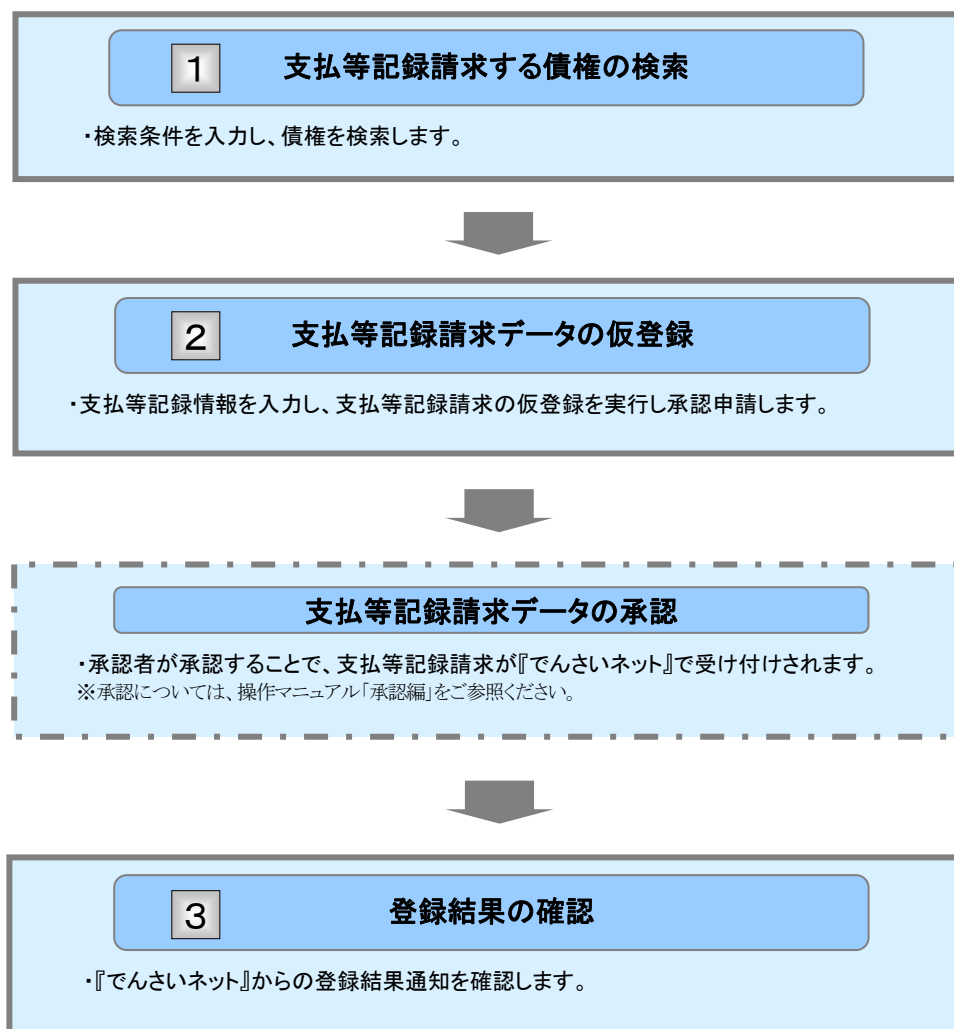 1 支払等記録請求する債権の検索
・検索条件を入力し、債権を検索します。
2 支払等記録請求データの仮登録
・支払等記録情報を入力し、支払等記録請求の仮登録を実行し承認申請します。
支払等記録請求データの承認
・承認者が承認することで、支払等記録請求が『でんさいネット』で受け付けされます。
※承認については、操作マニュアル「承認編」をご参照ください。
3 登録結果の確認
・『でんさいネット』からの登録結果通知を確認します。